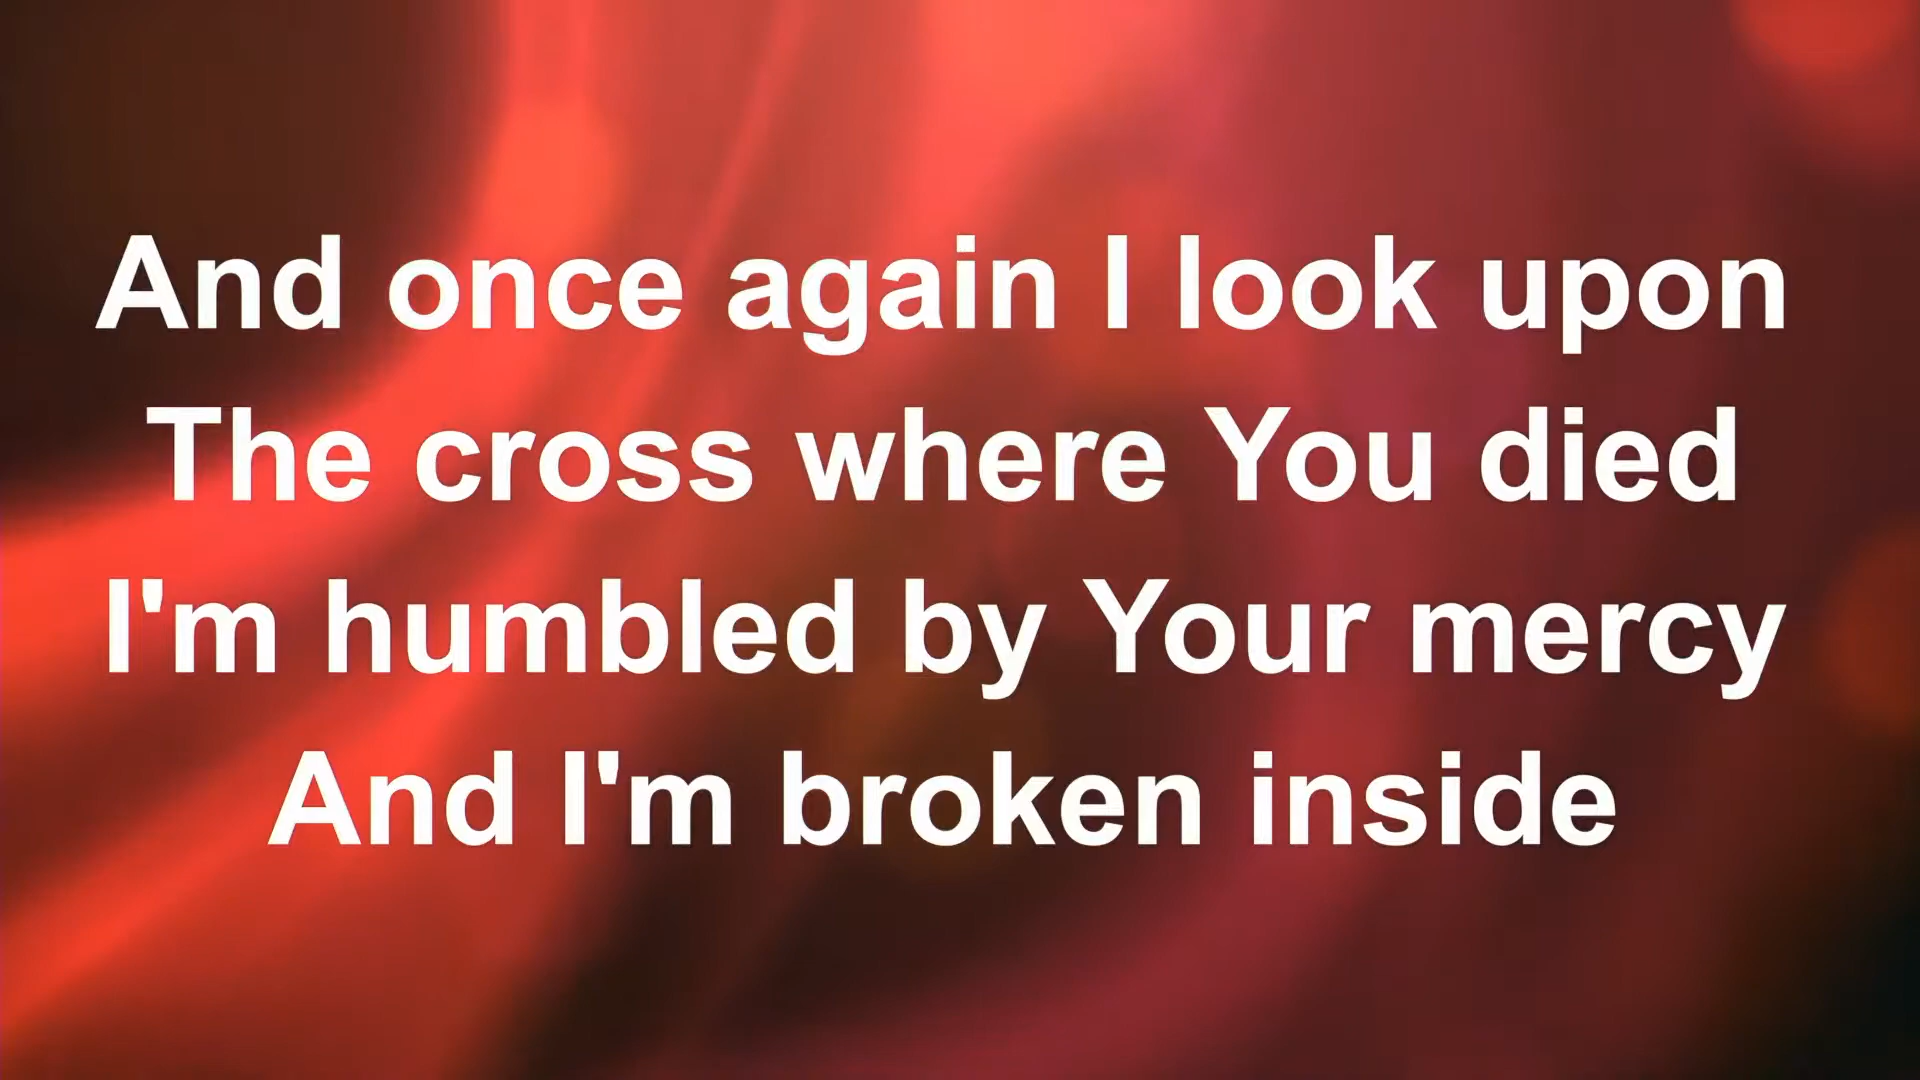 And once again I look upon
The cross where You died
I'm humbled by Your mercy
And I'm broken inside